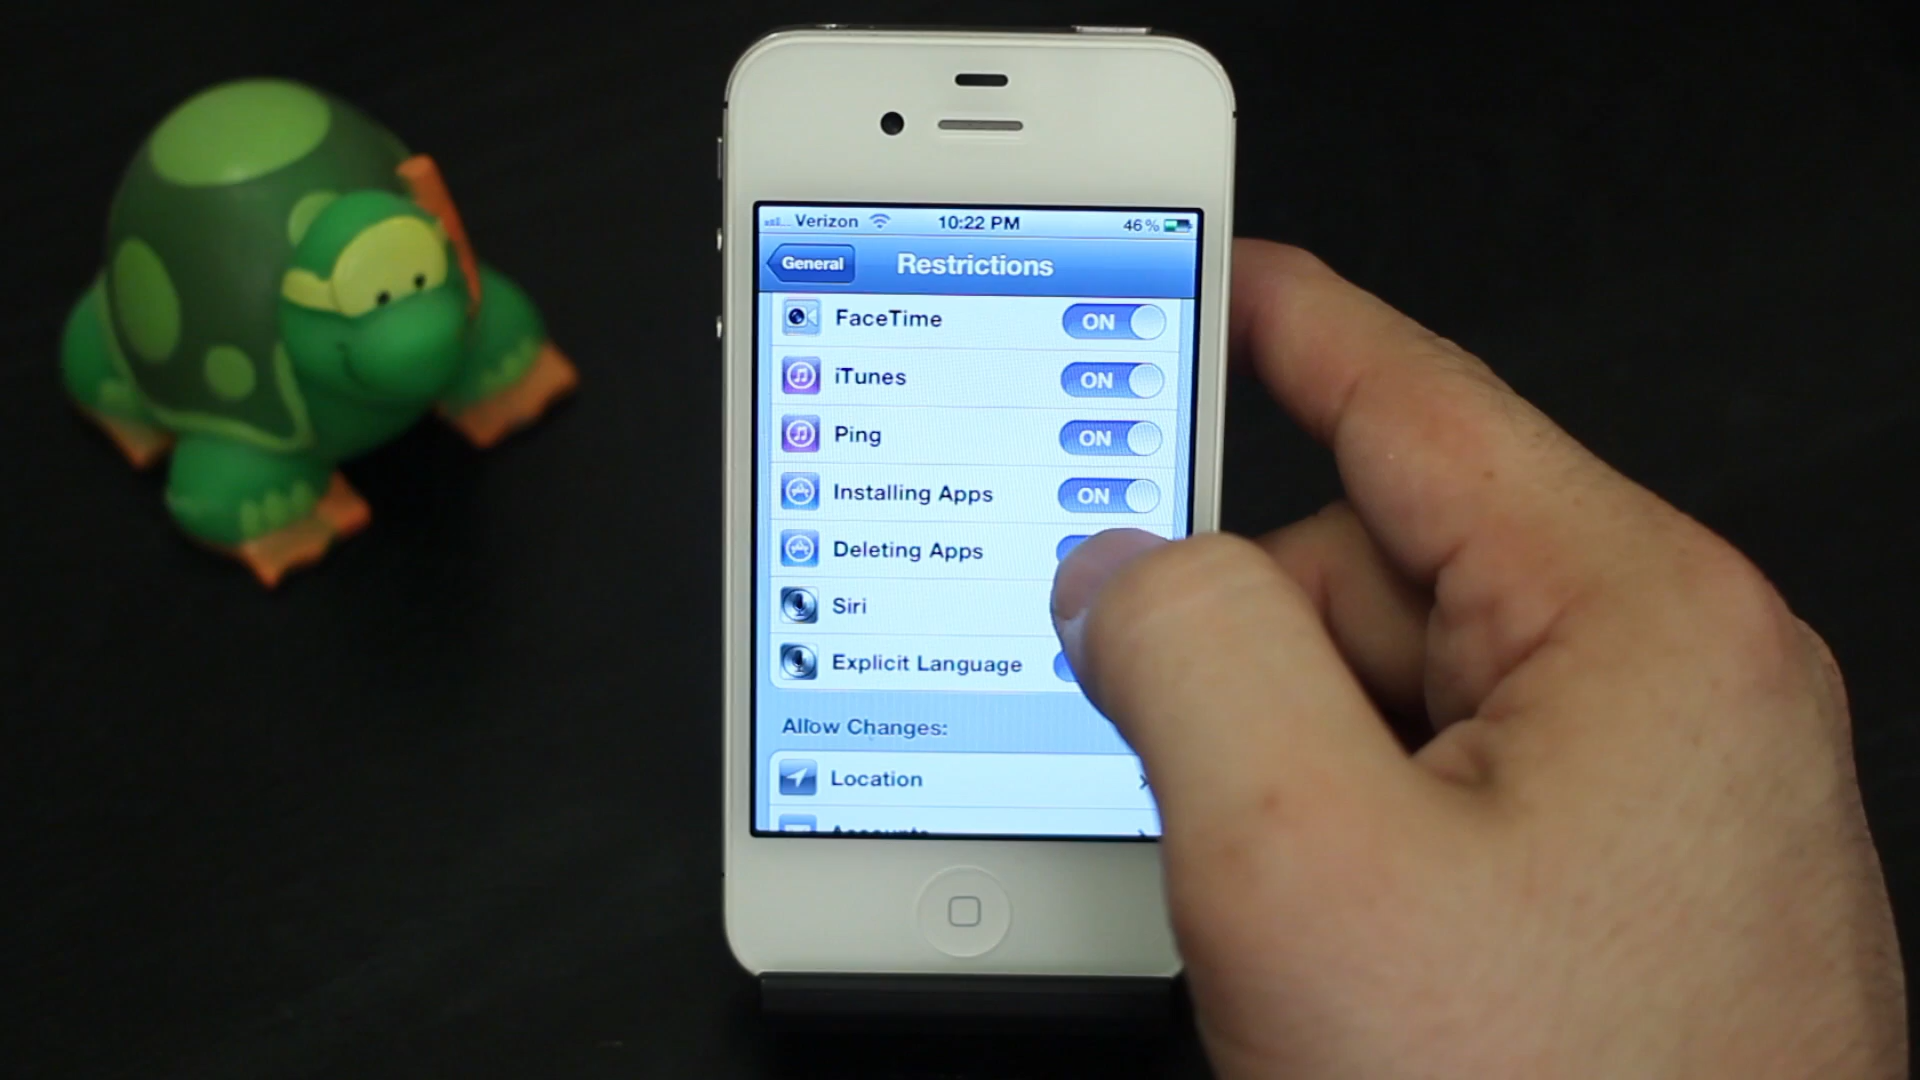 Verizon 10:22 PM 46%
General Restrictions
FaceTime ON
iTunes ON
Ping ON
Installing Apps ON
Deleting Apps
Siri
Explicit Language
Allow Changes:
Location
Accounts